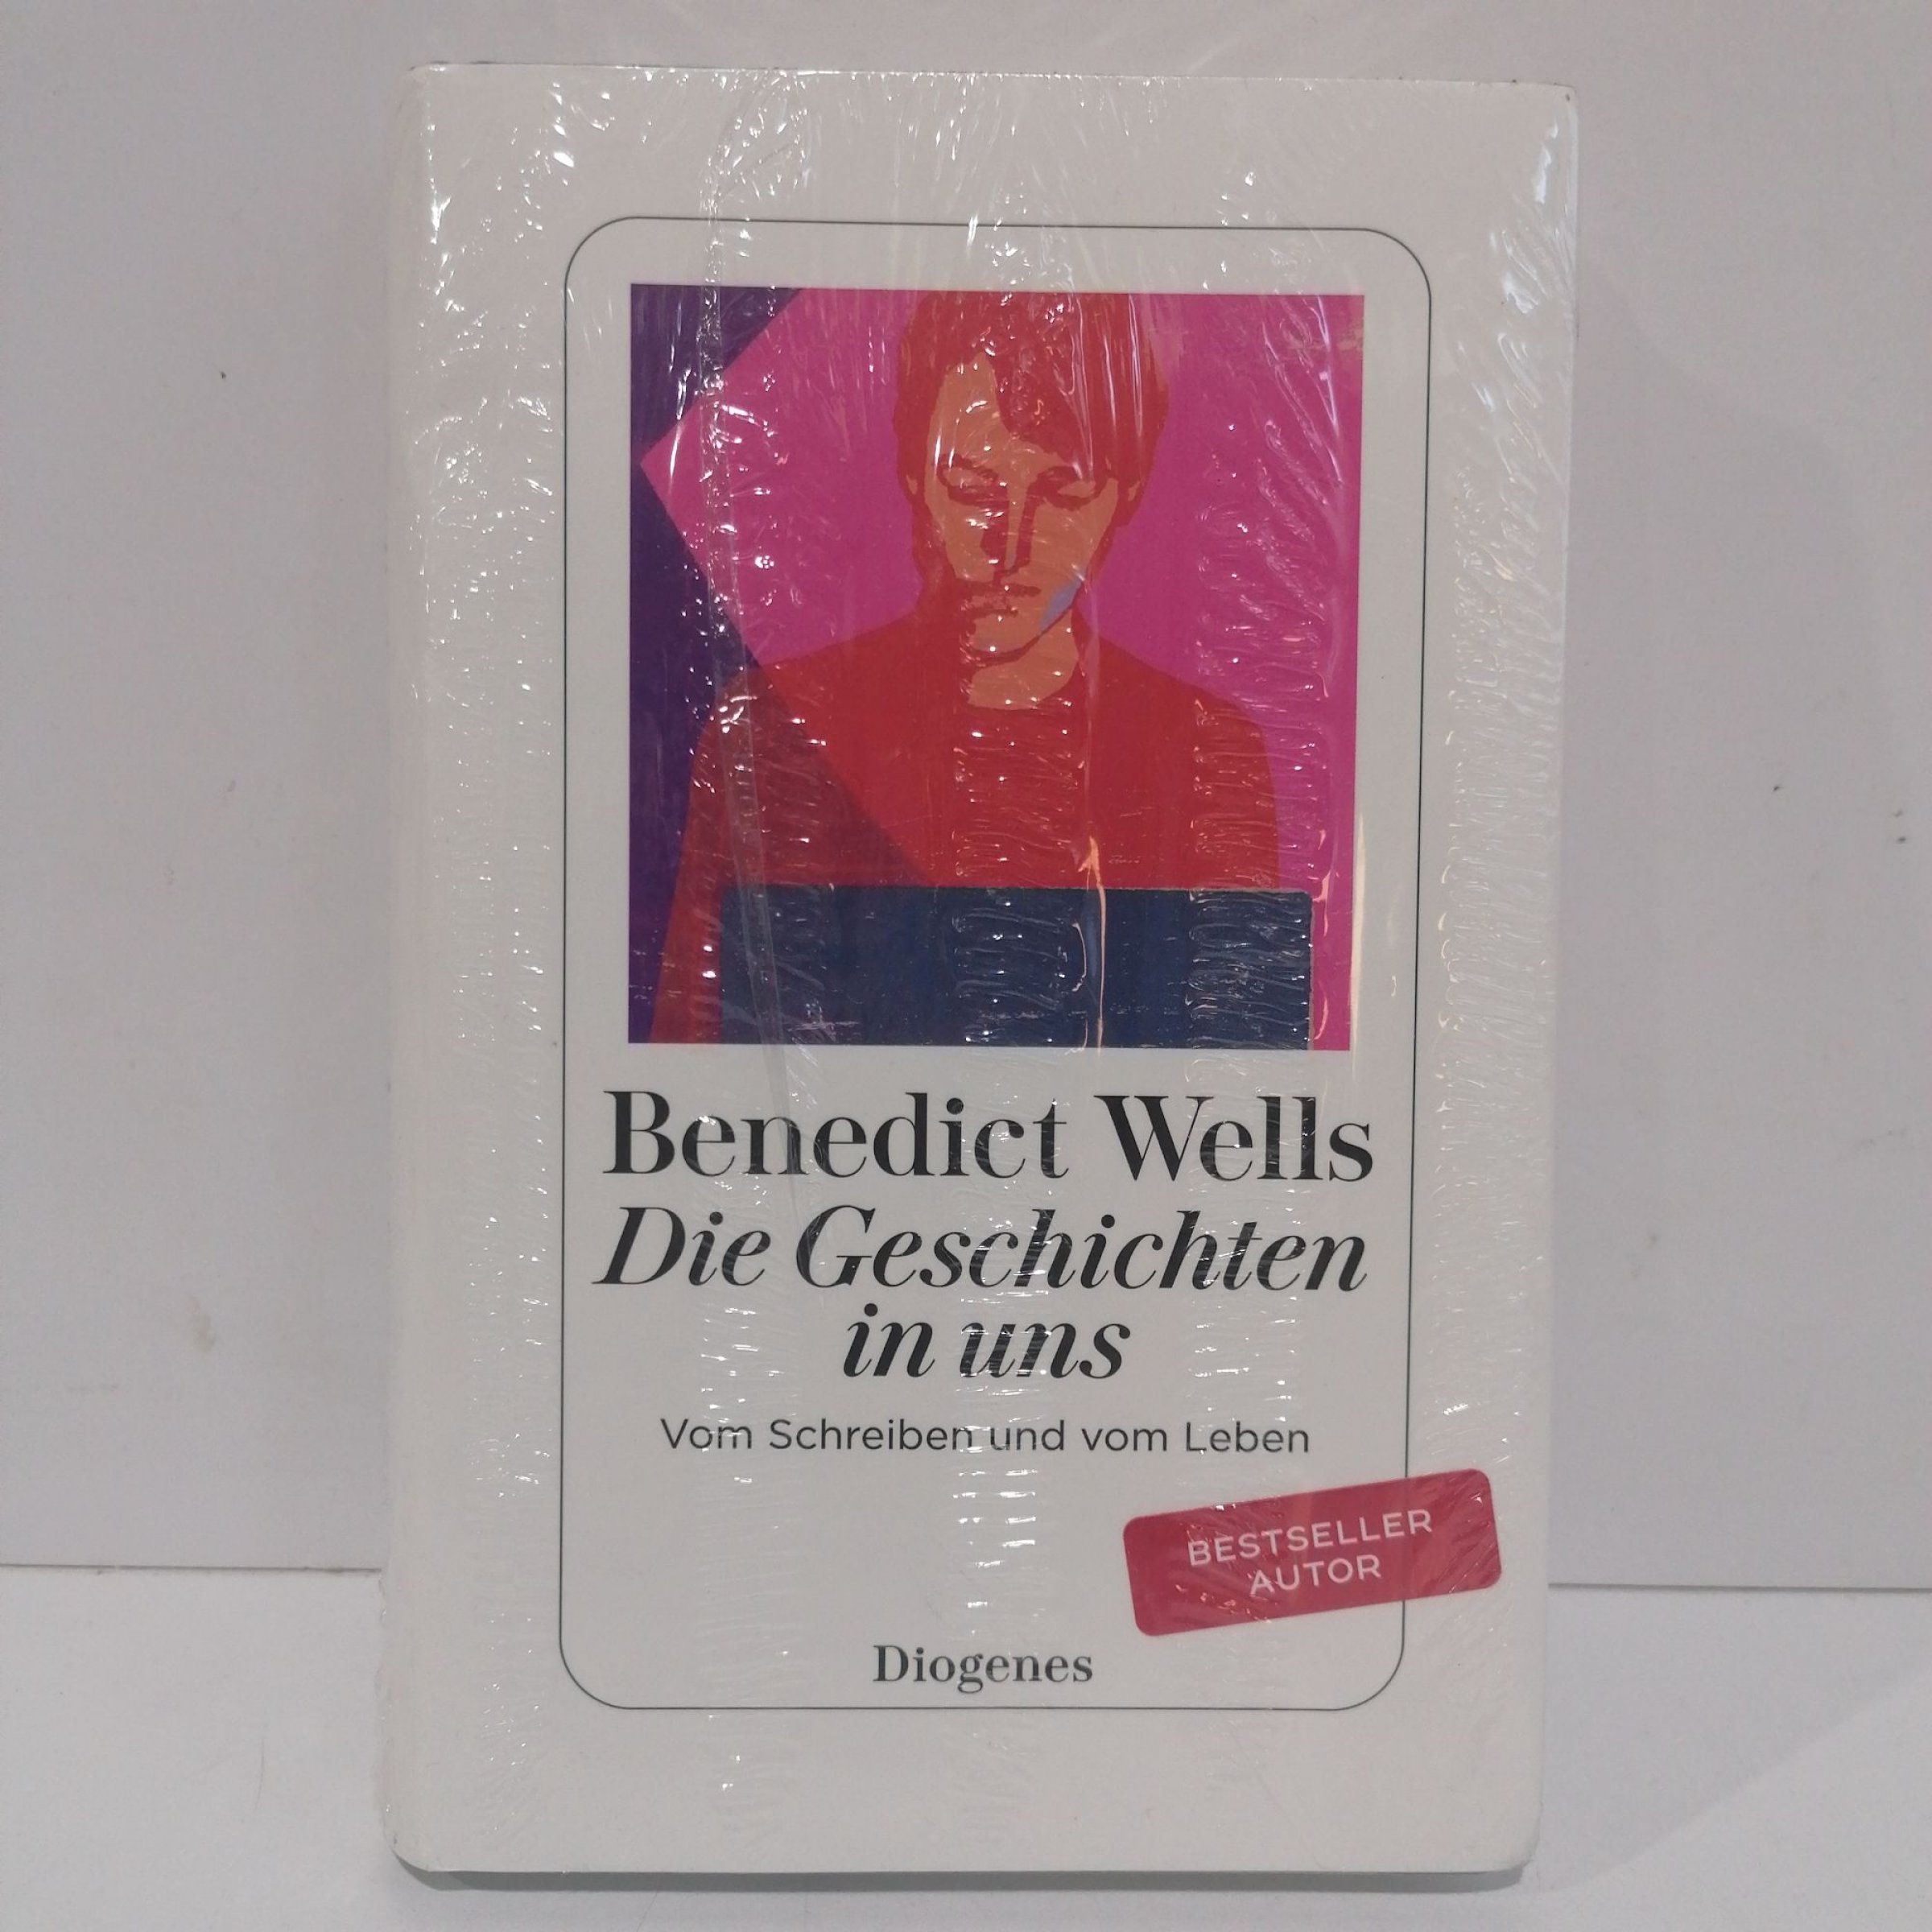 Benedict Wells
Die Geschichten
in uns
Vom Schreiben und vom Leben
BESTSELLER
AUTOR
Diogenes